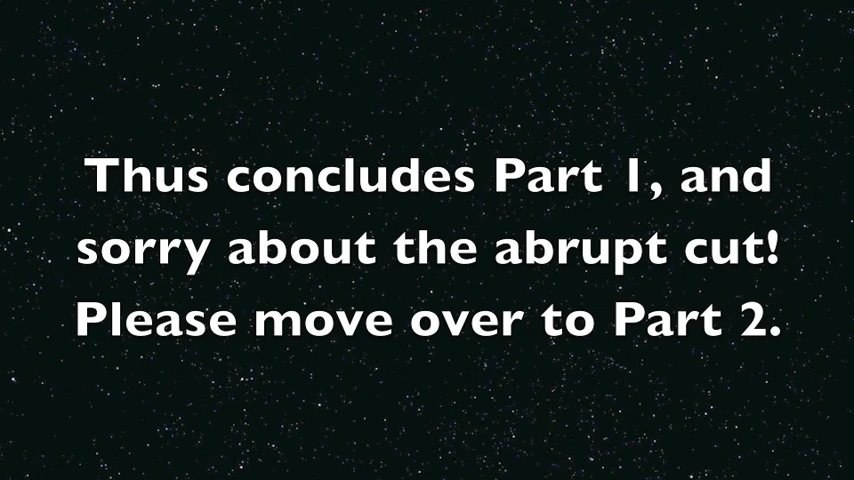 Thus concludes Part 1, and
sorry about the abrupt cut!
Please move over to Part 2.